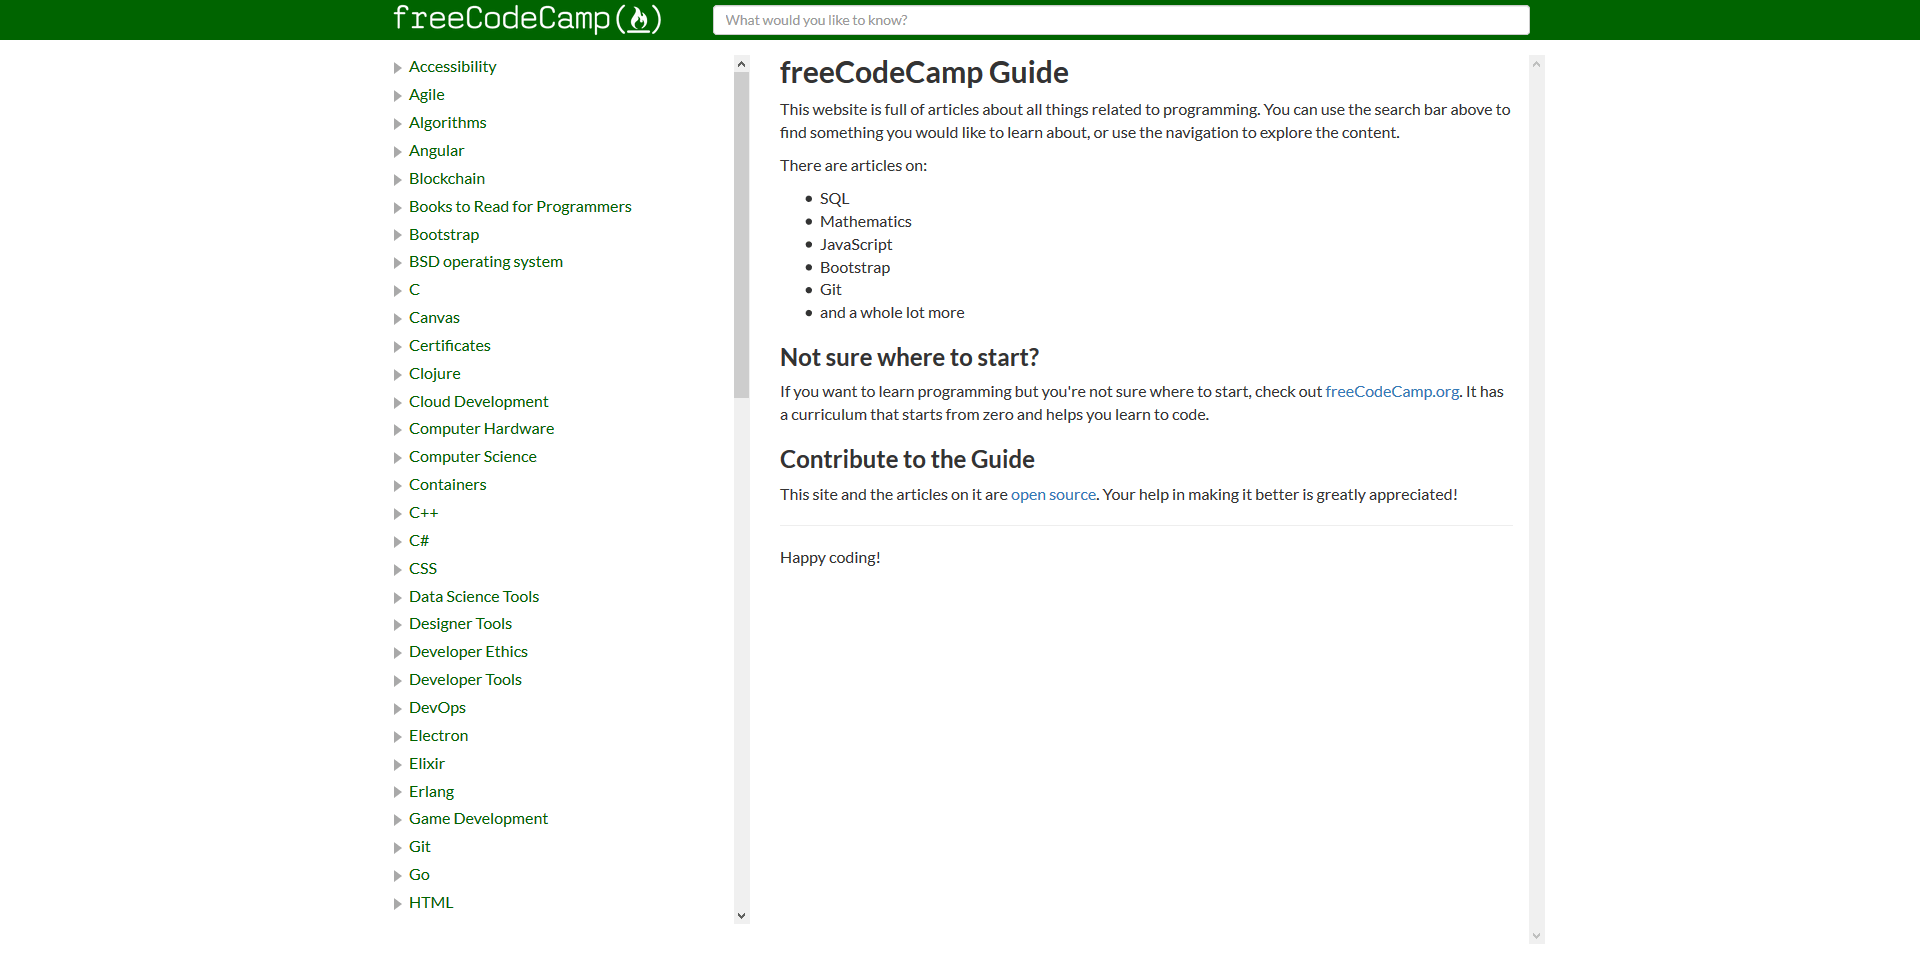 freeCodeCamp
What would you like to know?
Accessibility
Agile
Algorithms
Angular
Blockchain
Books to Read for Programmers
Bootstrap
BSD operating system
C
Canvas
Certificates
Clojure
Cloud Development
Computer Hardware
Computer Science
Containers
C++
C#
CSS
Data Science Tools
Designer Tools
Developer Ethics
Developer Tools
DevOps
Electron
Elixir
Erlang
Game Development
Git
Go
HTML
freeCodeCamp Guide
This website is full of articles about all things related to programming. You can use the search bar above to
find something you would like to learn about, or use the navigation to explore the content.
There are articles on:
• SQL
• Mathematics
• JavaScript
• Bootstrap
• Git
• and a whole lot more
Not sure where to start?
If you want to learn programming but you're not sure where to start, check out freeCodeCamp.org. It has
a curriculum that starts from zero and helps you learn to code.
Contribute to the Guide
This site and the articles on it are open source. Your help in making it better is greatly appreciated!
Happy coding!